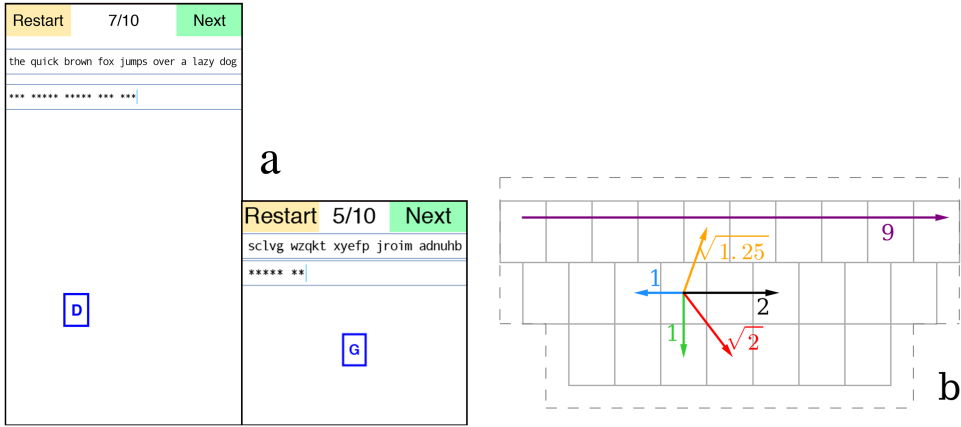 Restart 7/10 Next
the quick brown fox jumps over a lazy dog
*** ***** ***** *** ***
D
a
Restart 5/10 Next
sclvg wzqkt xyefp jroim adnuhb
***** **
G
9
√1.25
1
2
1
√2
b